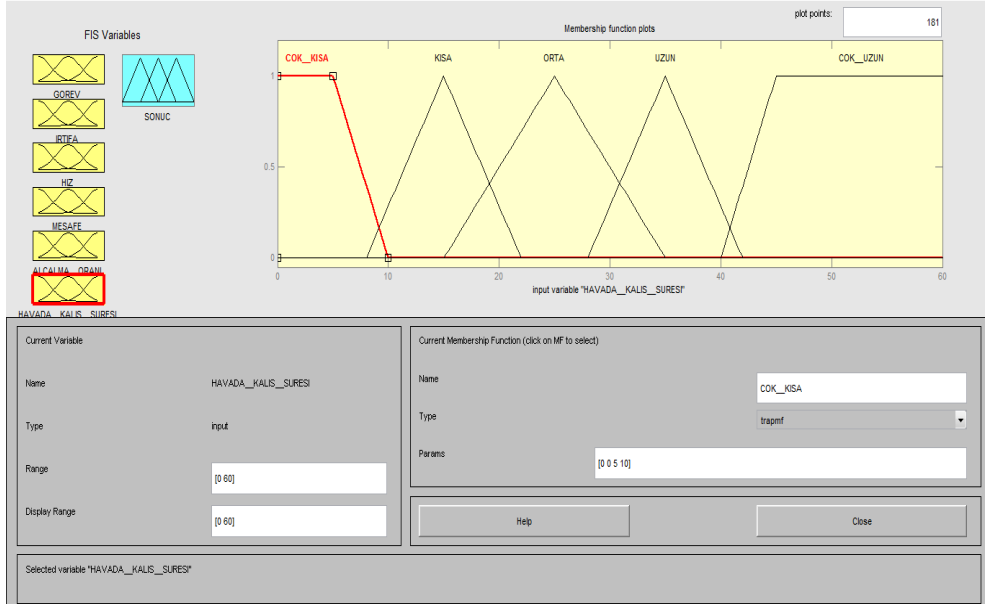 plot points:
181
FIS Variables
Membership function plots
COK__KISA KISA ORTA UZUN COK__UZUN
GOREV
SONUC
IRTIFA
HIZ
MESAFE
ALCALMA__ORANI
HAVADA__KALIS__SURESI
1
0.5
0
0 10 20 30 40 50 60
input variable "HAVADA__KALIS__SURESI"
Current Variable
Name HAVADA__KALIS__SURESI
Type input
Range [0 60]
Display Range [0 60]
Current Membership Function (click on MF to select)
Name COK__KISA
Type trapmf
Params [0 0 5 10]
Help Close
Selected variable "HAVADA__KALIS__SURESI"